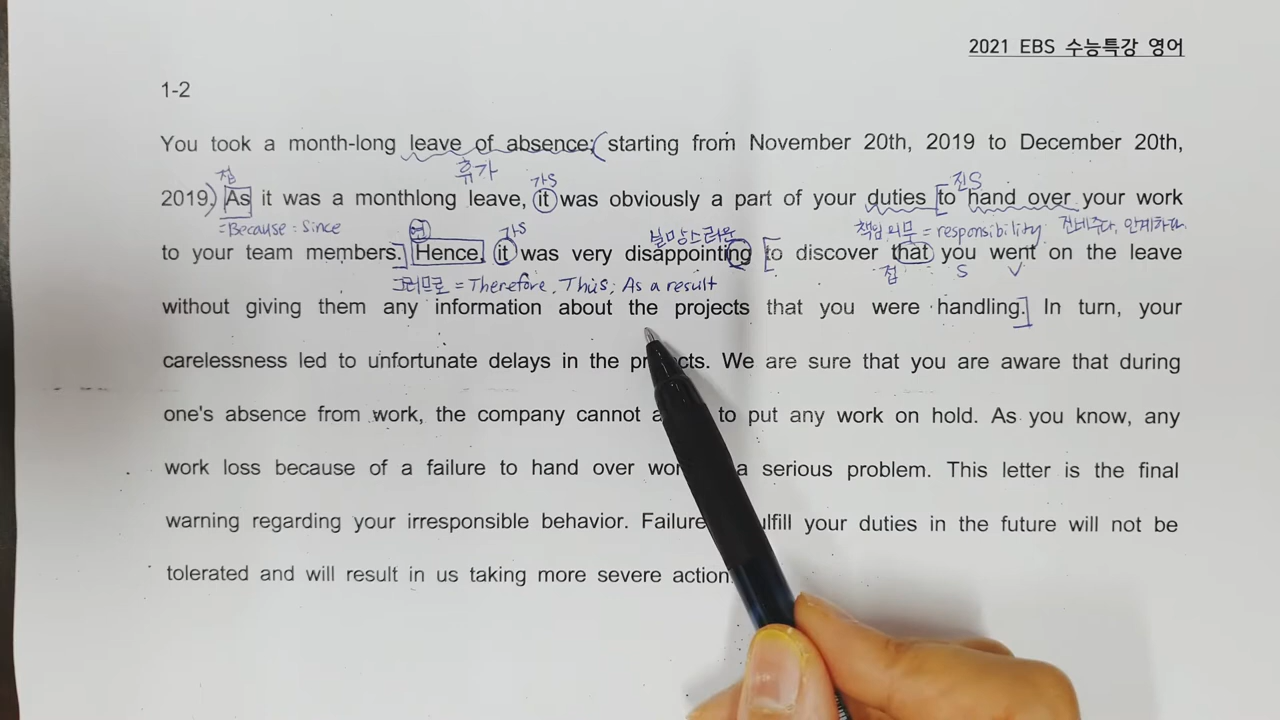 2021 EBS 수능특강 영어
1-2
You took a month-long leave of absence; (starting from November 20th, 2019 to December 20th,
접 휴가 가S 진S
2019,) As it was a monthlong leave, it was obviously a part of your duties [to hand over your work
=Because = Since 연 가S 실망스러운 책임, 의무 = responsibility 건네주다, 인계하다
to your team members.] Hence, it was very disappointing [to discover that you went on the leave
그러므로 = Therefore, Thus, As a result 접 S V
without giving them any information about the projects that you were handling.] In turn, your
carelessness led to unfortunate delays in the pr cts. We are sure that you are aware that during
one's absence from work, the company cannot a to put any work on hold. As you know, any
work loss because of a failure to hand over wor a serious problem. This letter is the final
warning regarding your irresponsible behavior. Failure ulfill your duties in the future will not be
tolerated and will result in us taking more severe action.